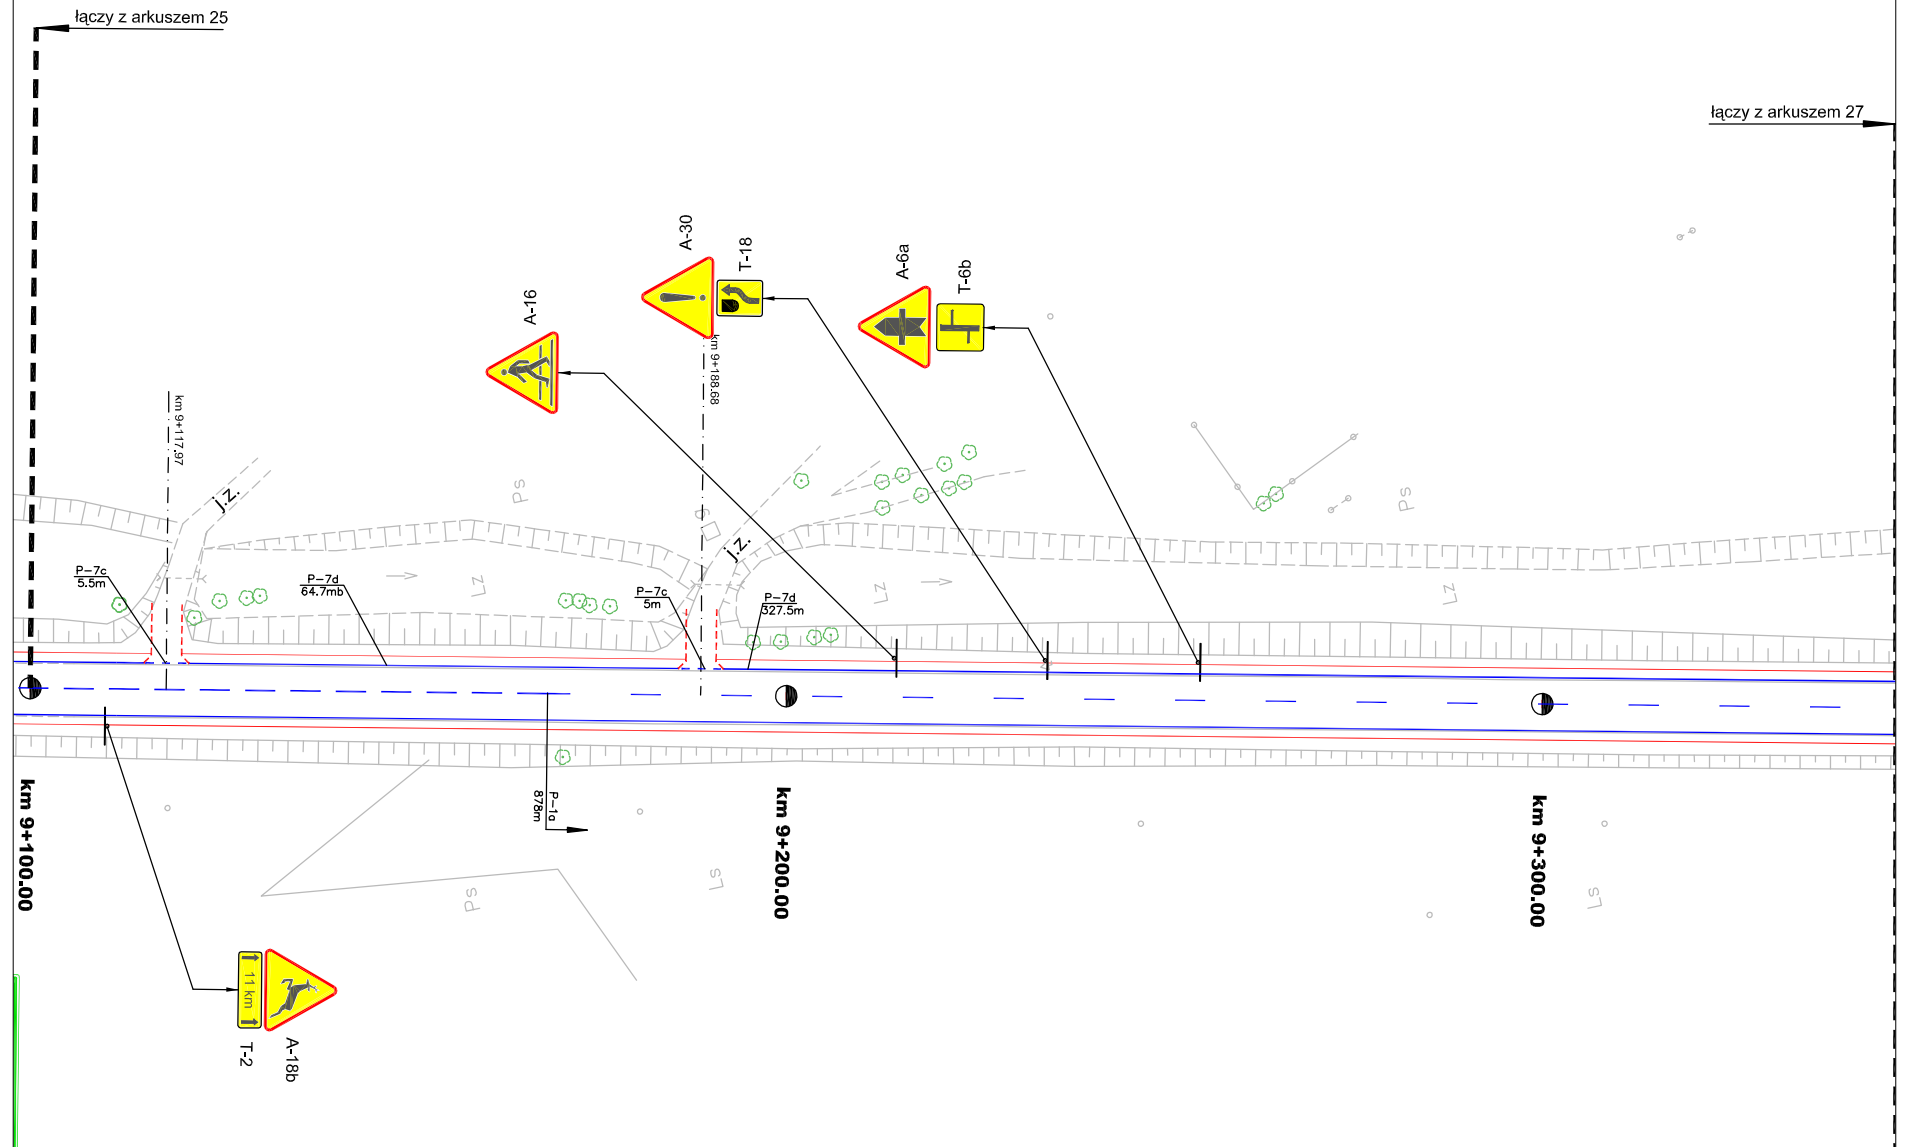 łączy z arkuszem 25
łączy z arkuszem 27
A-30
T-18
A-6a
T-6b
A-16
km 9+188.68
km 9+117.97
j.z.
Ps
Ps
j.z.
P-7c
5.5m
P-7d
64.7mb
Lz
P-7c
5m
P-7d
327.5m
Lz
Lz
P-1a
878m
km 9+100.00
km 9+200.00
km 9+300.00
Ps
Ls
Ls
11 km
T-2
A-18b